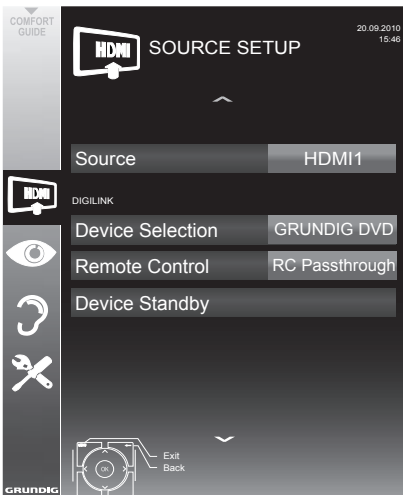 COMFORT
GUIDE
HDMI
SOURCE SETUP
20.09.2010
15:46
Source HDMI1
HDMI
DIGILINK
Device Selection GRUNDIG DVD
Remote Control RC Passthrough
Device Standby
Exit
Back
OK
GRUNDIG